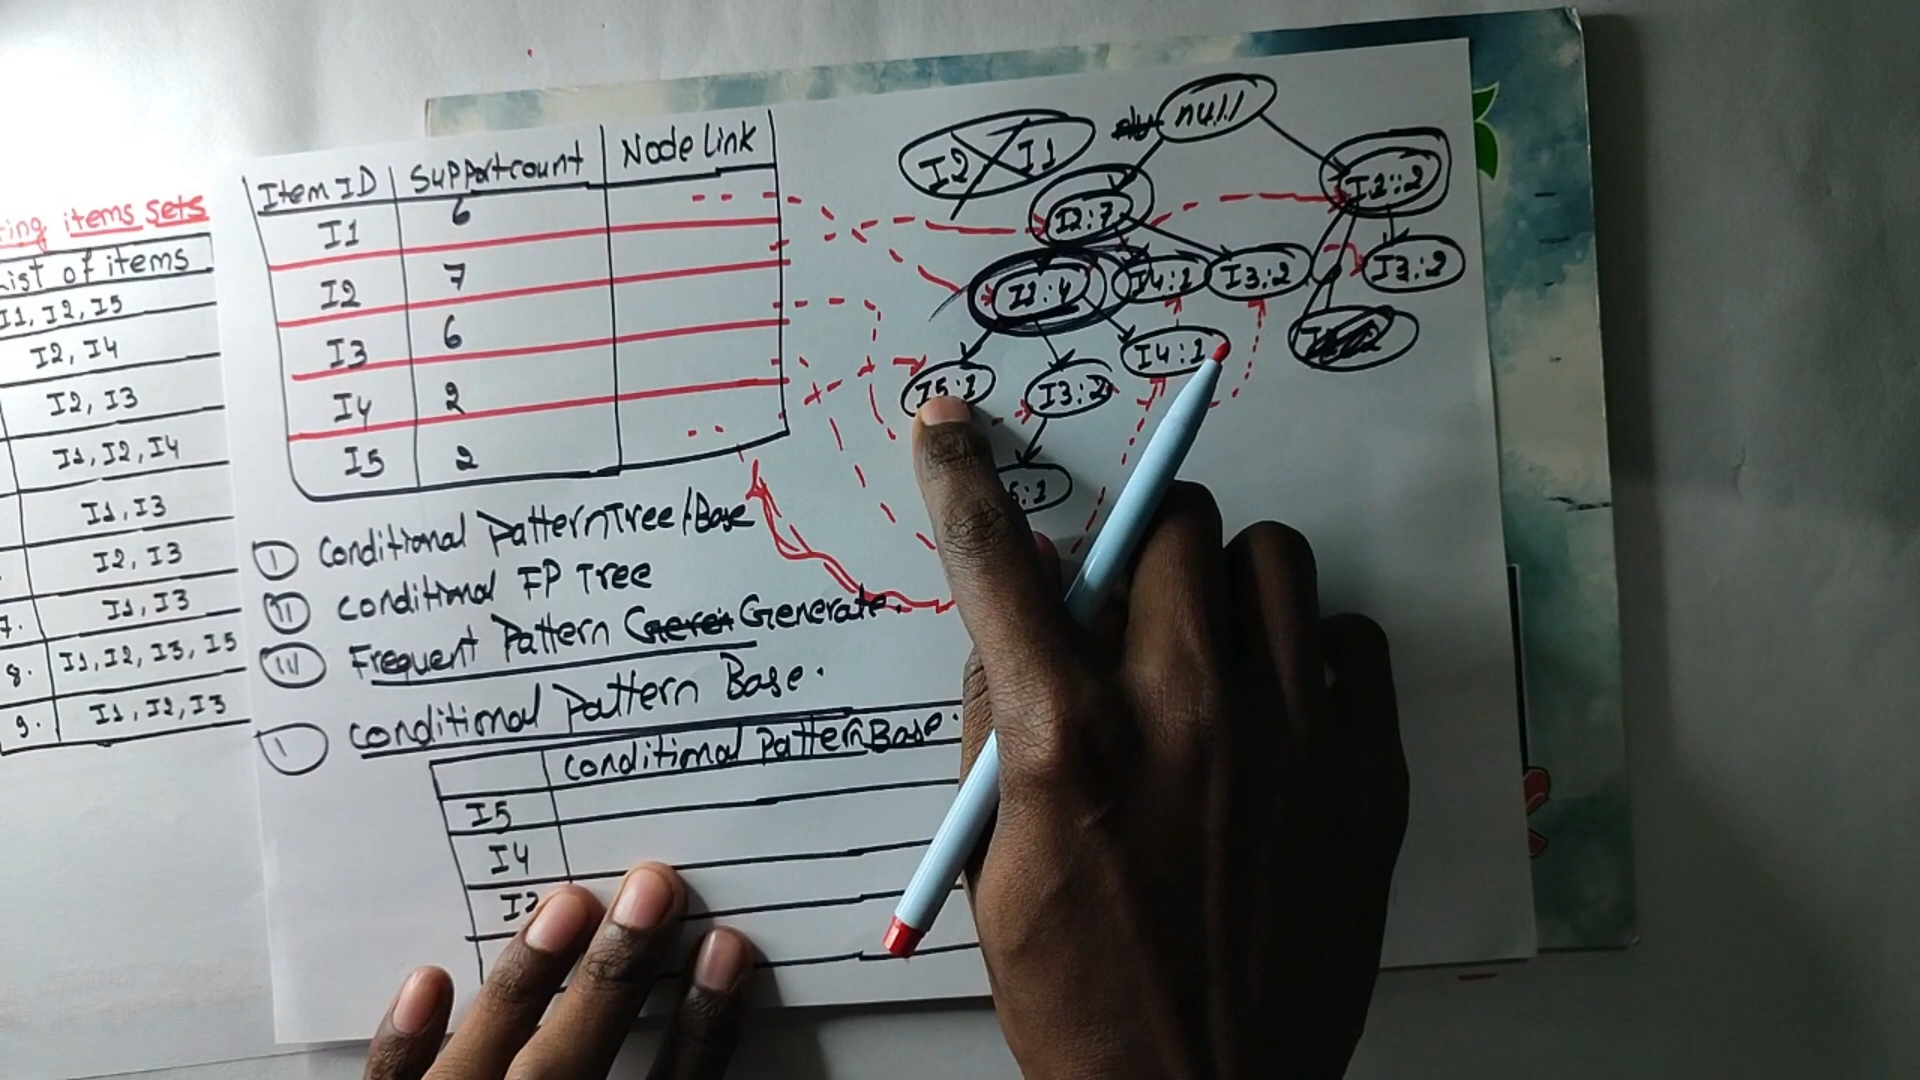 ing items sets
List of items
I1, I2, I5
I2, I4
I2, I3
I1, I2, I4
I1, I3
I2, I3
7. I1, I3
8. I1, I2, I3, I5
9. I1, I2, I3
Item ID Support count Node Link
I1 6
I2 7
I3 6
I4 2
I5 2
I2 I1
null
I2:7
I3:2
I1:4
I4:1
I3:2
I5:1
I3:2
I4:1
I Conditional Pattern Tree/Base
II Conditional FP Tree
III Frequent Pattern Generate.
I Conditional Pattern Base.
Conditional Pattern Base.
I5
I4